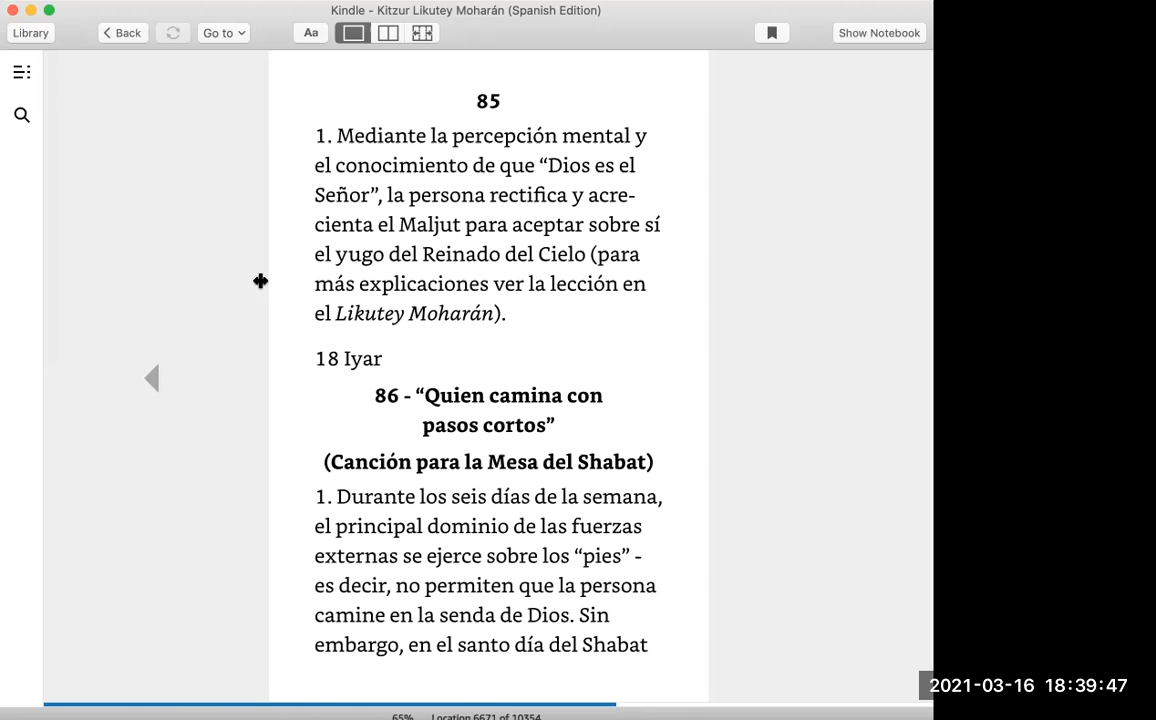 Kindle - Kitzur Likutey Moharán (Spanish Edition)
Library
Back
Go to
Aa
Show Notebook
85
1. Mediante la percepción mental y
el conocimiento de que “Dios es el
Señor”, la persona rectifica y acre-
cienta el Maljut para aceptar sobre sí
el yugo del Reinado del Cielo (para
más explicaciones ver la lección en
el Likutey Moharán).
18 Iyar
86 - “Quien camina con
pasos cortos”
(Canción para la Mesa del Shabat)
1. Durante los seis días de la semana,
el principal dominio de las fuerzas
externas se ejerce sobre los “pies” -
es decir, no permiten que la persona
camine en la senda de Dios. Sin
embargo, en el santo día del Shabat
2021-03-16 18:39:47
65% Location 6671 of 10354